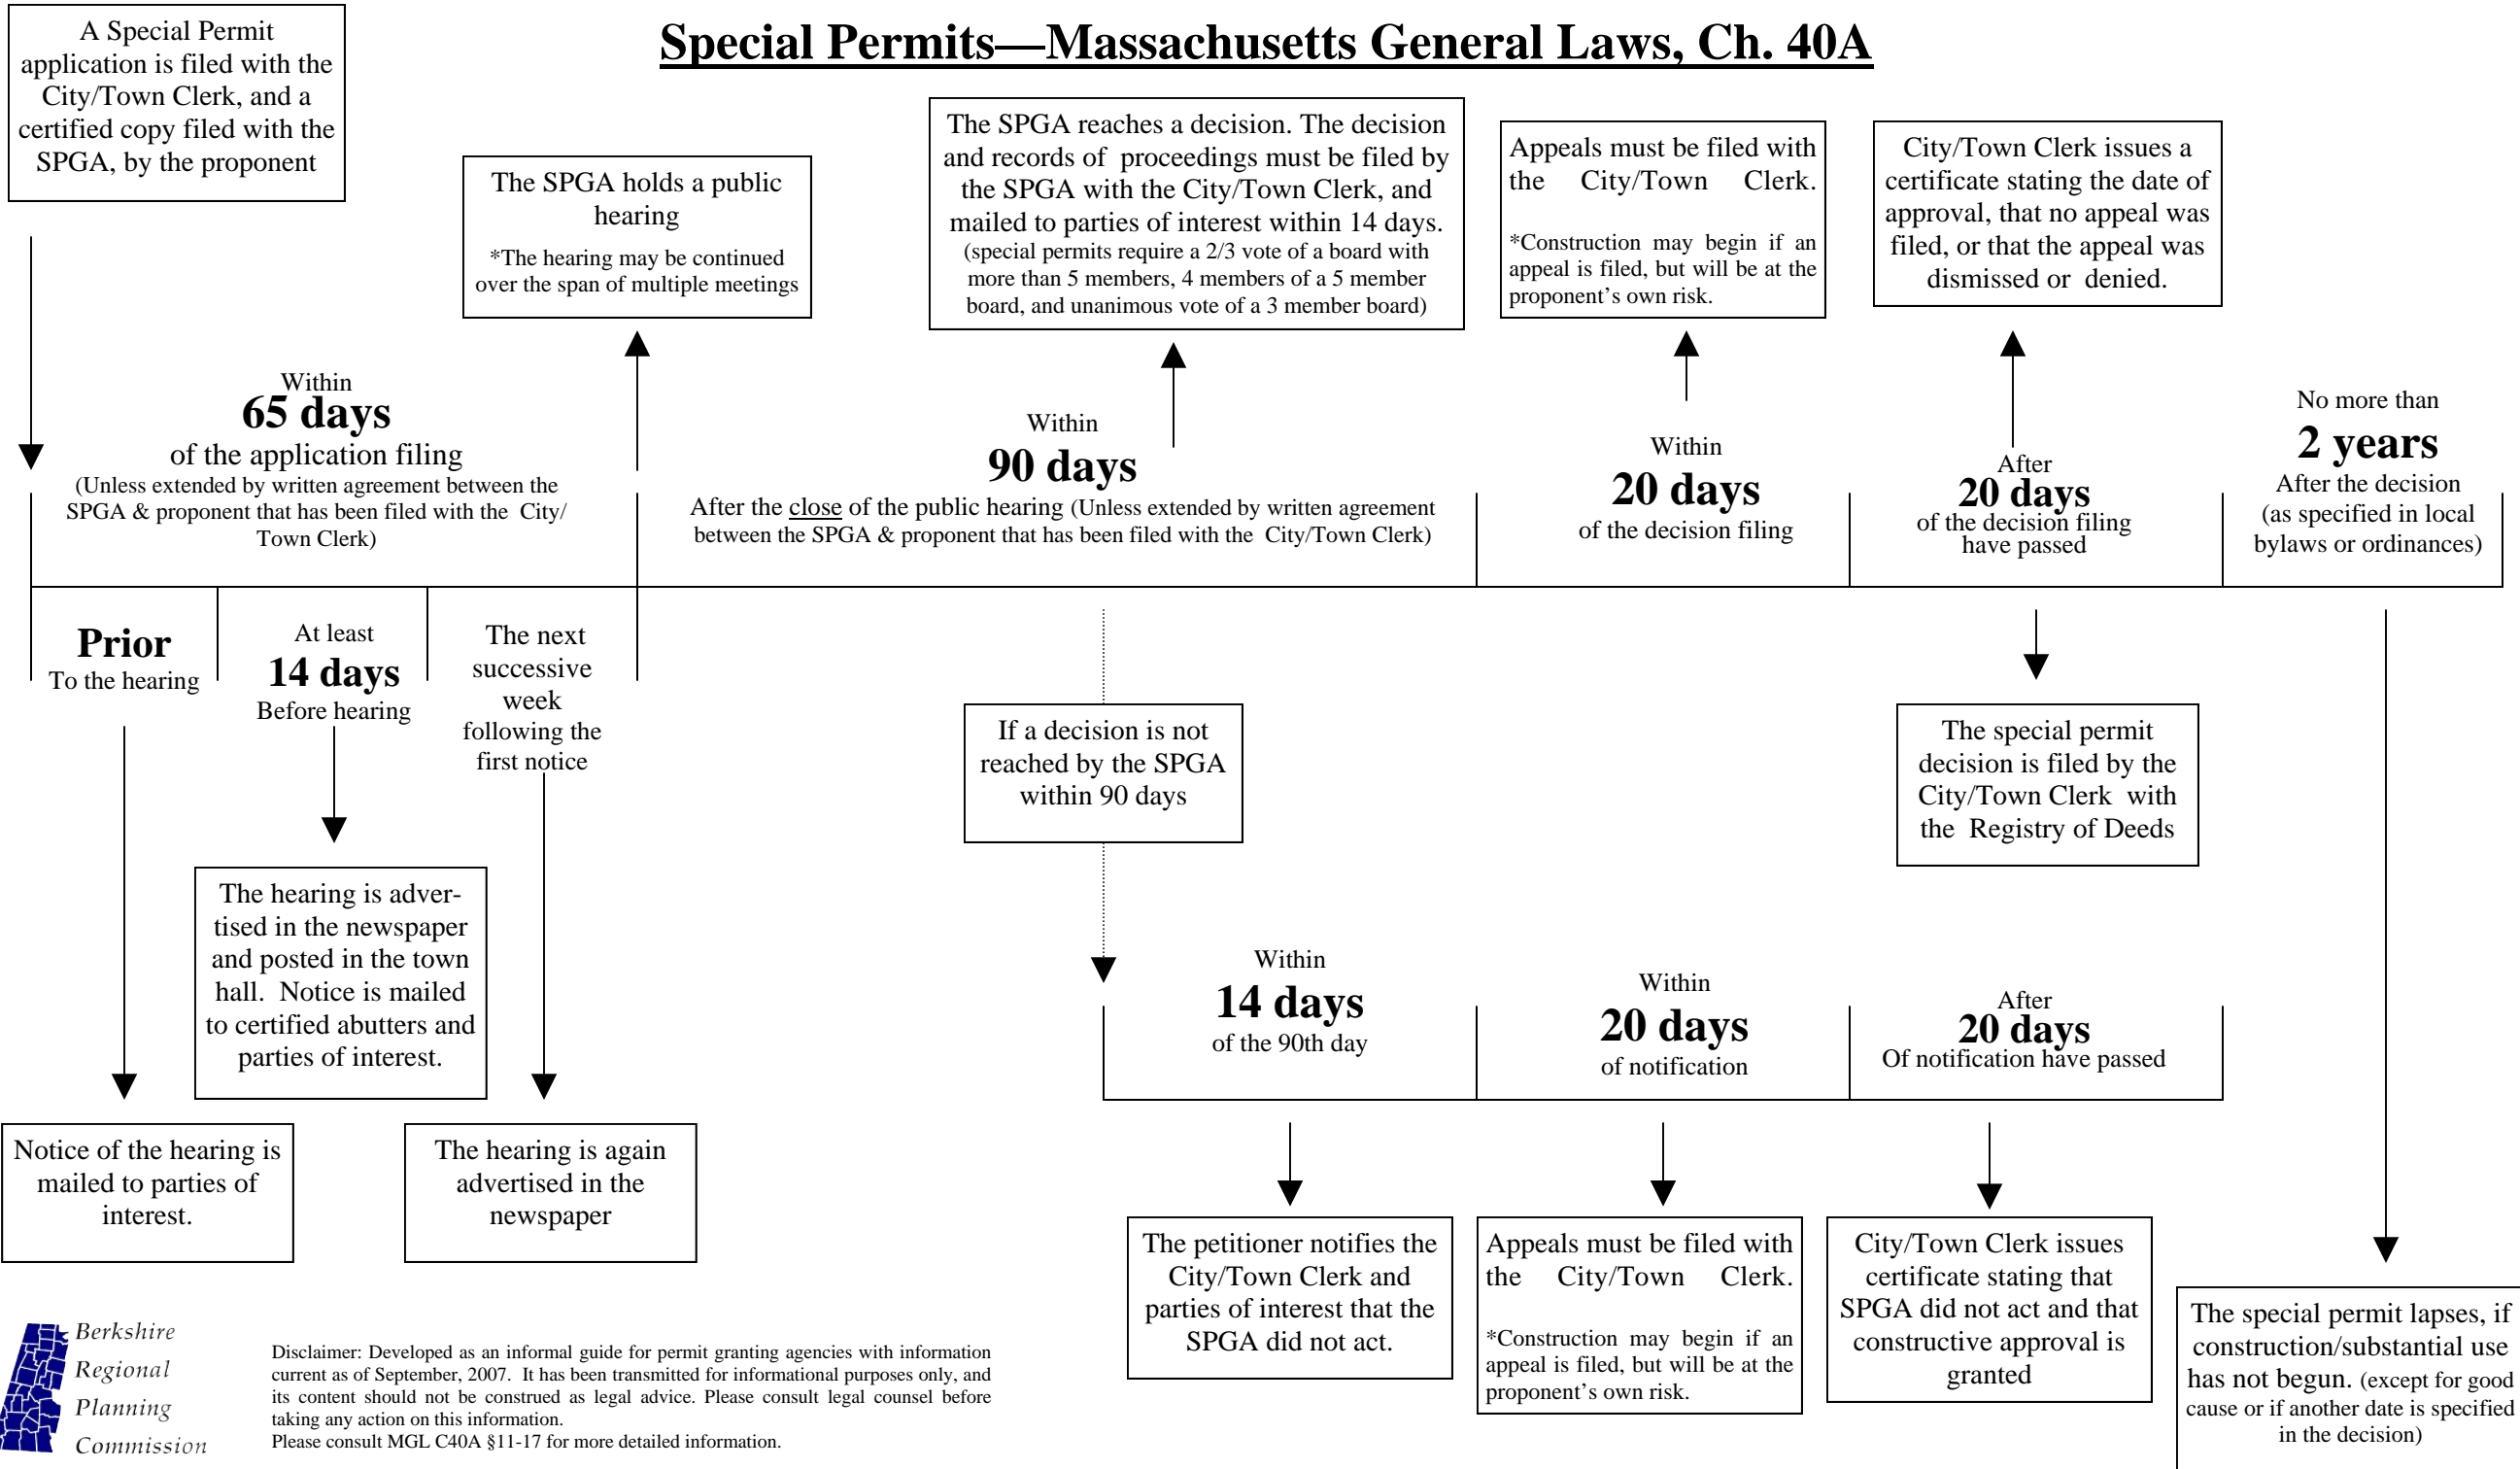 Special Permits—Massachusetts General Laws, Ch. 40A
A Special Permit
application is filed with the
City/Town Clerk, and a
certified copy filed with the
SPGA, by the proponent
The SPGA holds a public
hearing
*The hearing may be continued
over the span of multiple meetings
The SPGA reaches a decision. The decision
and records of proceedings must be filed by
the SPGA with the City/Town Clerk, and
mailed to parties of interest within 14 days.
(special permits require a 2/3 vote of a board with
more than 5 members, 4 members of a 5 member
board, and unanimous vote of a 3 member board)
Appeals must be filed with
the City/Town Clerk.
*Construction may begin if an
appeal is filed, but will be at the
proponent's own risk.
City/Town Clerk issues a
certificate stating the date of
approval, that no appeal was
filed, or that the appeal was
dismissed or denied.
Within
65 days
of the application filing
(Unless extended by written agreement between the
SPGA & proponent that has been filed with the City/
Town Clerk)
Within
90 days
After the close of the public hearing (Unless extended by written agreement
between the SPGA & proponent that has been filed with the City/Town Clerk)
Within
20 days
of the decision filing
After
20 days
of the decision filing
have passed
No more than
2 years
After the decision
(as specified in local
bylaws or ordinances)
Prior
To the hearing
At least
14 days
Before hearing
The next
successive
week
following the
first notice
If a decision is not
reached by the SPGA
within 90 days
The special permit
decision is filed by the
City/Town Clerk with
the Registry of Deeds
The hearing is adver-
tised in the newspaper
and posted in the town
hall. Notice is mailed
to certified abutters and
parties of interest.
Within
14 days
of the 90th day
Within
20 days
of notification
After
20 days
Of notification have passed
Notice of the hearing is
mailed to parties of
interest.
The hearing is again
advertised in the
newspaper
The petitioner notifies the
City/Town Clerk and
parties of interest that the
SPGA did not act.
Appeals must be filed with
the City/Town Clerk.
*Construction may begin if an
appeal is filed, but will be at the
proponent's own risk.
City/Town Clerk issues
certificate stating that
SPGA did not act and that
constructive approval is
granted
The special permit lapses, if
construction/substantial use
has not begun. (except for good
cause or if another date is specified
in the decision)
Berkshire
Regional
Planning
Commission
Disclaimer: Developed as an informal guide for permit granting agencies with information
current as of September, 2007. It has been transmitted for informational purposes only, and
its content should not be construed as legal advice. Please consult legal counsel before
taking any action on this information.
Please consult MGL C40A §11-17 for more detailed information.